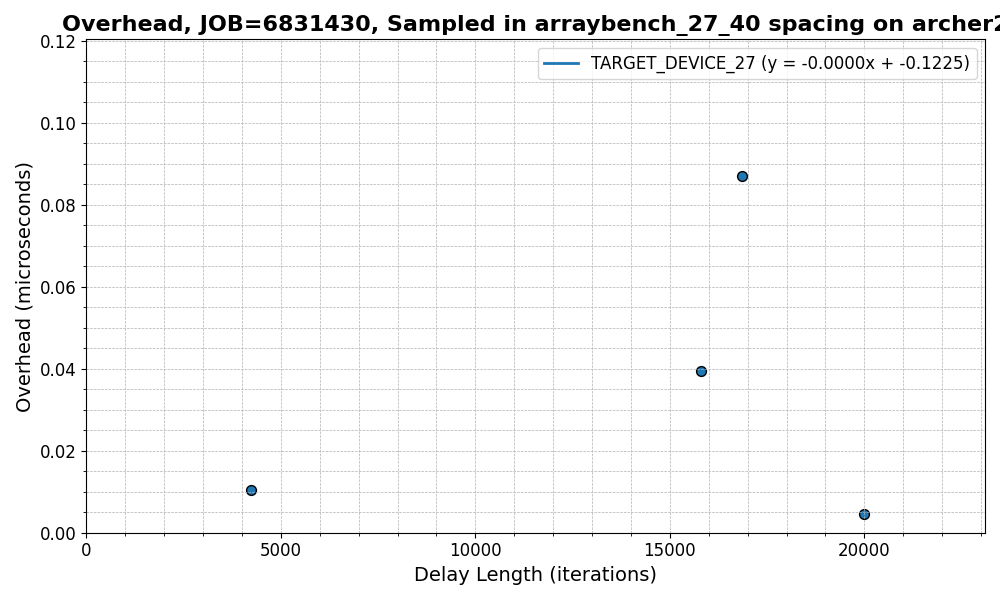 Overhead, JOB=6831430, Sampled in arraybench_27_40 spacing on archer2
TARGET_DEVICE_27 (y = -0.0000x + -0.1225)
0.12
0.10
0.08
0.06
0.04
0.02
0.00
Overhead (microseconds)
0 5000 10000 15000 20000
Delay Length (iterations)